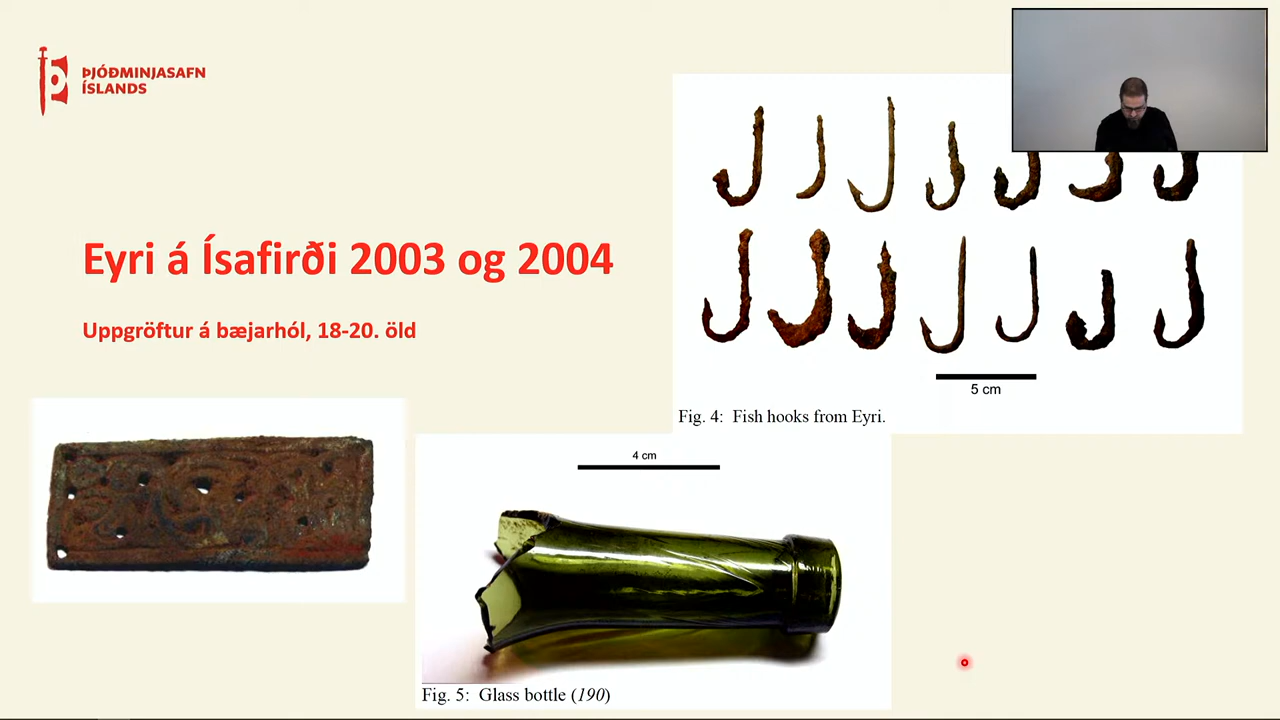 ÞJÓÐMINJASAFN
ÍSLANDS
Eyri á Ísafirði 2003 og 2004
Uppgröftur á bæjarhól, 18-20. öld
5 cm
Fig. 4: Fish hooks from Eyri.
4 cm
Fig. 5: Glass bottle (190)